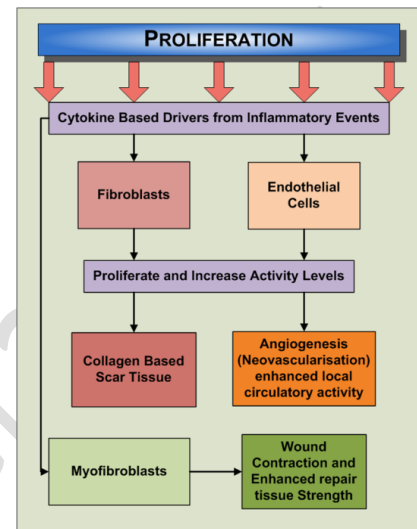 PROLIFERATION
Cytokine Based Drivers from Inflammatory Events
Fibroblasts
Endothelial
Cells
Proliferate and Increase Activity Levels
Collagen Based
Scar Tissue
Angiogenesis
(Neovascularisation)
enhanced local
circulatory activity
Myofibroblasts
Wound
Contraction and
Enhanced repair
tissue Strength